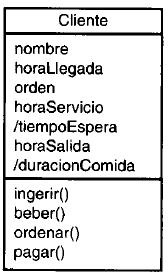 Cliente
nombre
horaLlegada
orden
horaServicio
/tiempoEspera
horaSalida
/duracionComida
ingerir()
beber()
ordenar()
pagar()